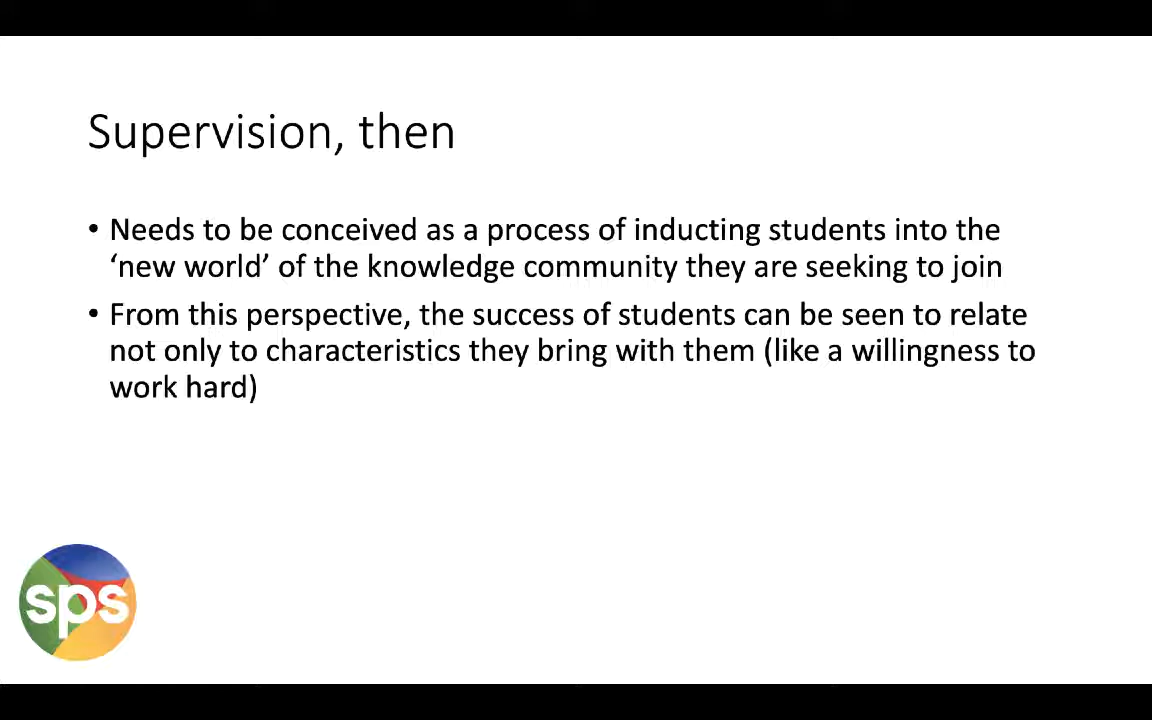 Supervision, then
• Needs to be conceived as a process of inducting students into the
‘new world’ of the knowledge community they are seeking to join
• From this perspective, the success of students can be seen to relate
not only to characteristics they bring with them (like a willingness to
work hard)
sps